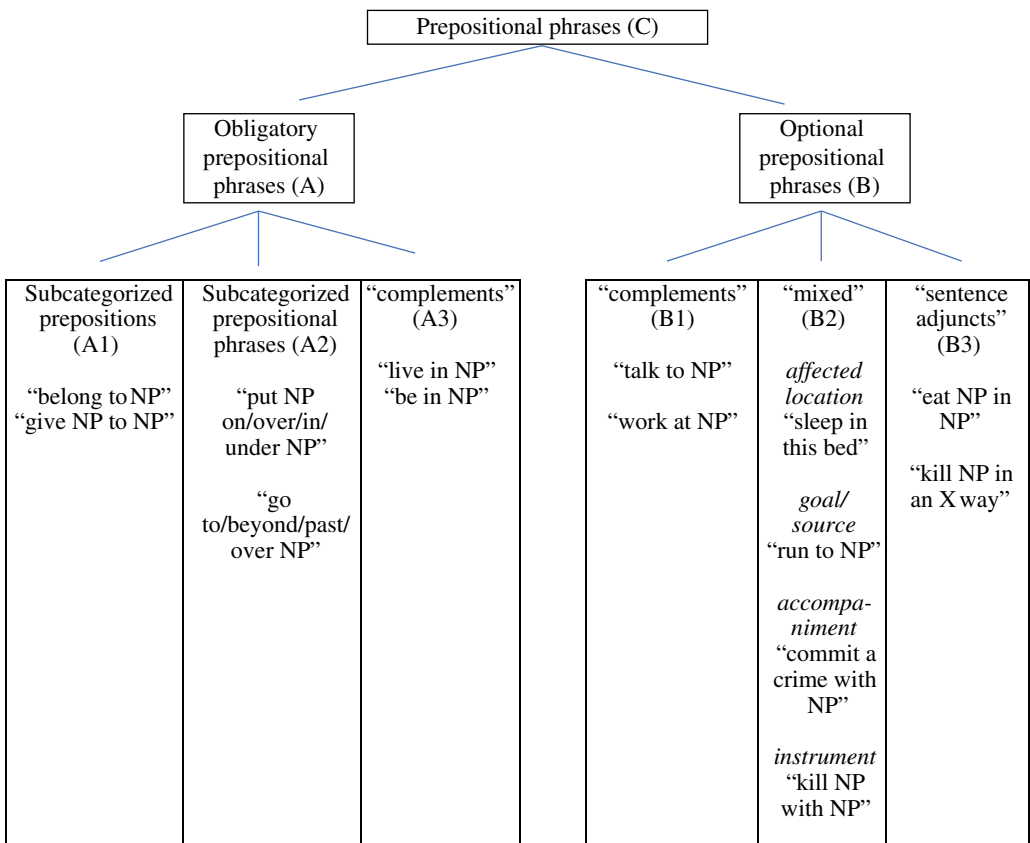 Prepositional phrases (C)
Obligatory
prepositional
phrases (A)
Optional
prepositional
phrases (B)
Subcategorized
prepositions
(A1)
“belong to NP”
“give NP to NP”
Subcategorized
prepositional
phrases (A2)
“put NP
on/over/in/
under NP”
“go
to/beyond/past/
over NP”
“complements”
(A3)
“live in NP”
“be in NP”
“complements”
(B1)
“talk to NP”
“work at NP”
“mixed”
(B2)
affected
location
“sleep in
this bed”
goal/
source
“run to NP”
accompa-
niment
“commit a
crime with
NP”
instrument
“kill NP
with NP”
“sentence
adjuncts”
(B3)
“eat NP in
NP”
“kill NP in
an X way”